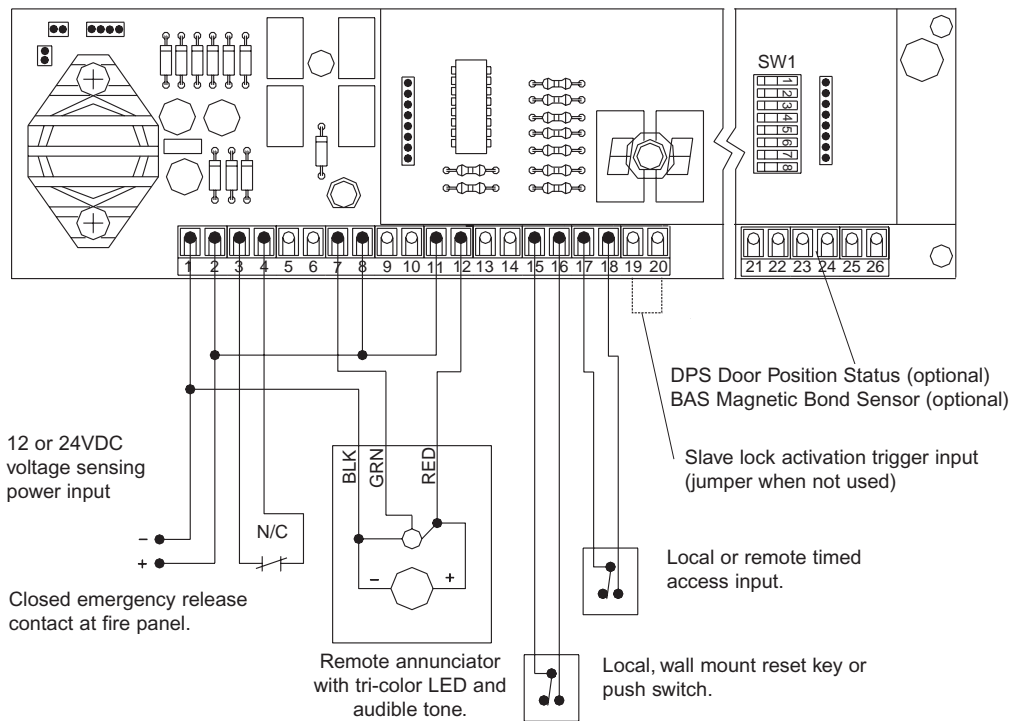 SW1
1
2
3
4
5
6
7
8
1 2 3 4 5 6 7 8 9 10 11 12 13 14 15 16 17 18 19 20
21 22 23 24 25 26
DPS Door Position Status (optional)
BAS Magnetic Bond Sensor (optional)
12 or 24VDC
voltage sensing
power input
BLK
GRN
RED
Slave lock activation trigger input
(jumper when not used)
N/C
–
+
– +
Closed emergency release
contact at fire panel.
Local or remote timed
access input.
Remote annunciator
with tri-color LED and
audible tone.
Local, wall mount reset key or
push switch.